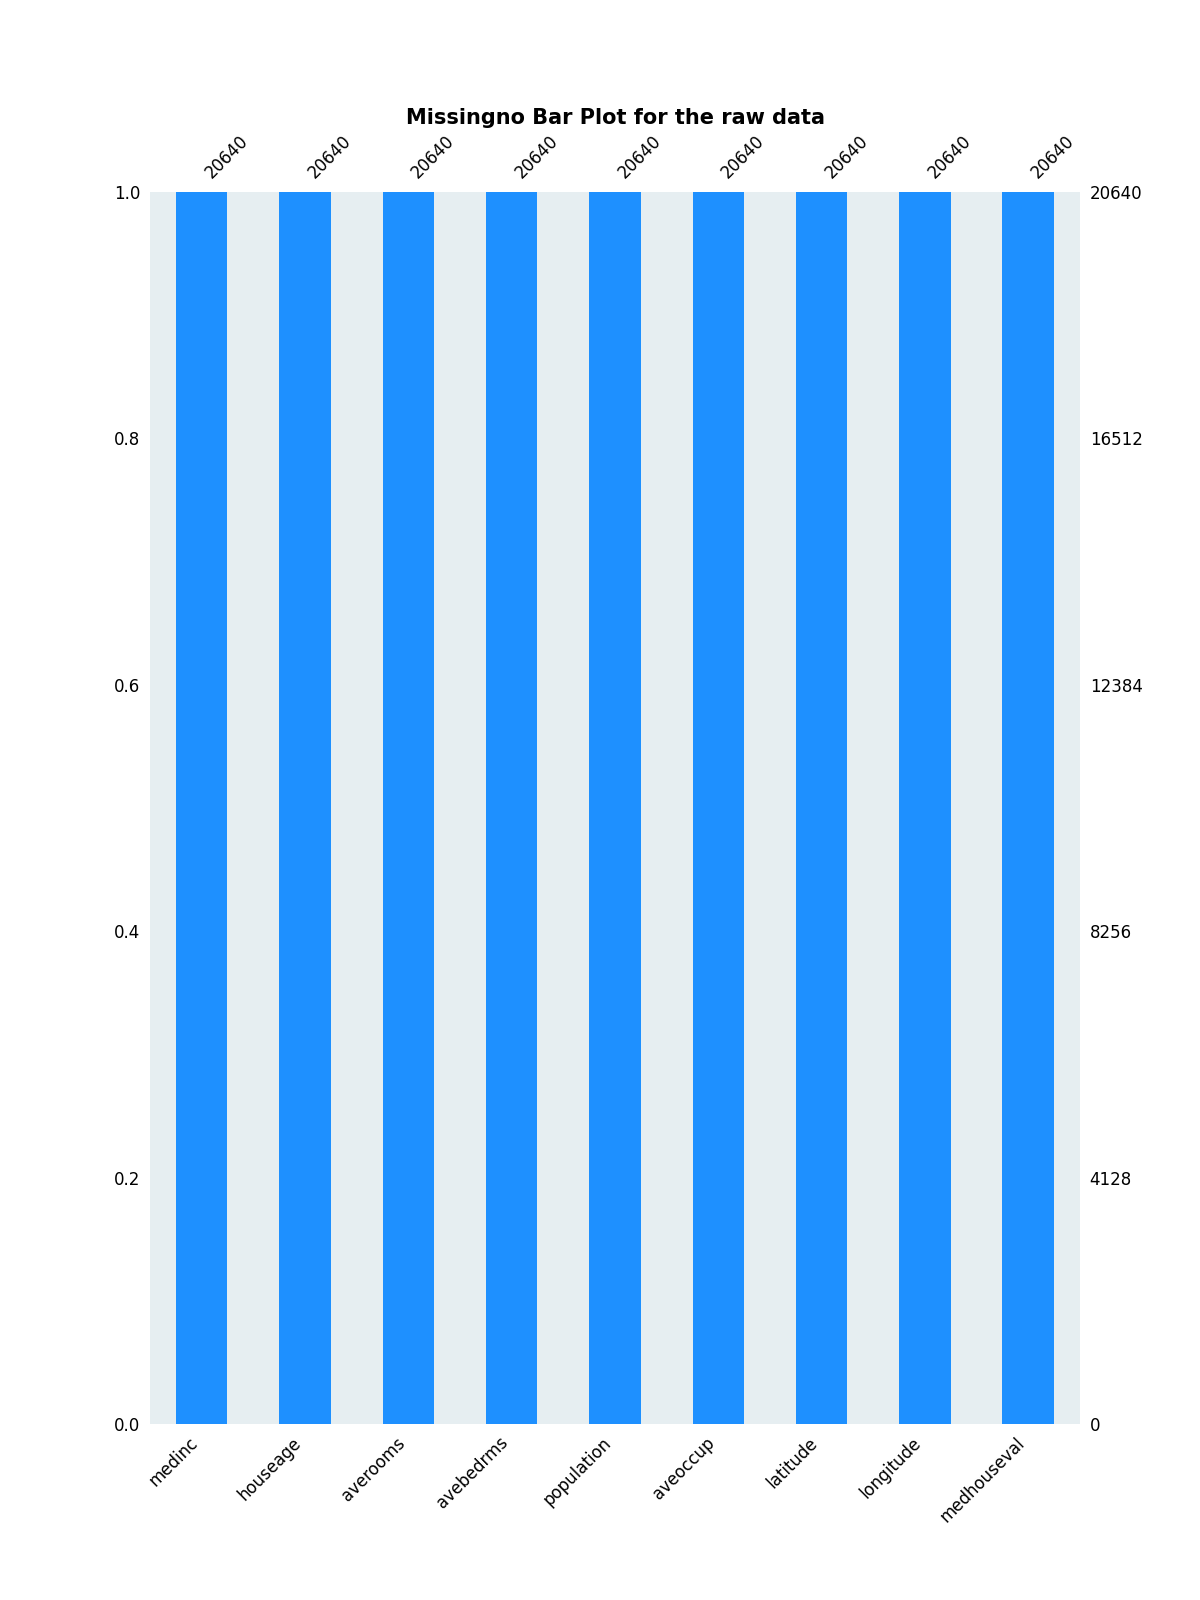 Missingno Bar Plot for the raw data
20640 20640 20640 20640 20640 20640 20640 20640 20640
1.0 20640
0.8 16512
0.6 12384
0.4 8256
0.2 4128
0.0 0
medinc houseage averooms avebedrms population aveoccup latitude longitude medhouseval